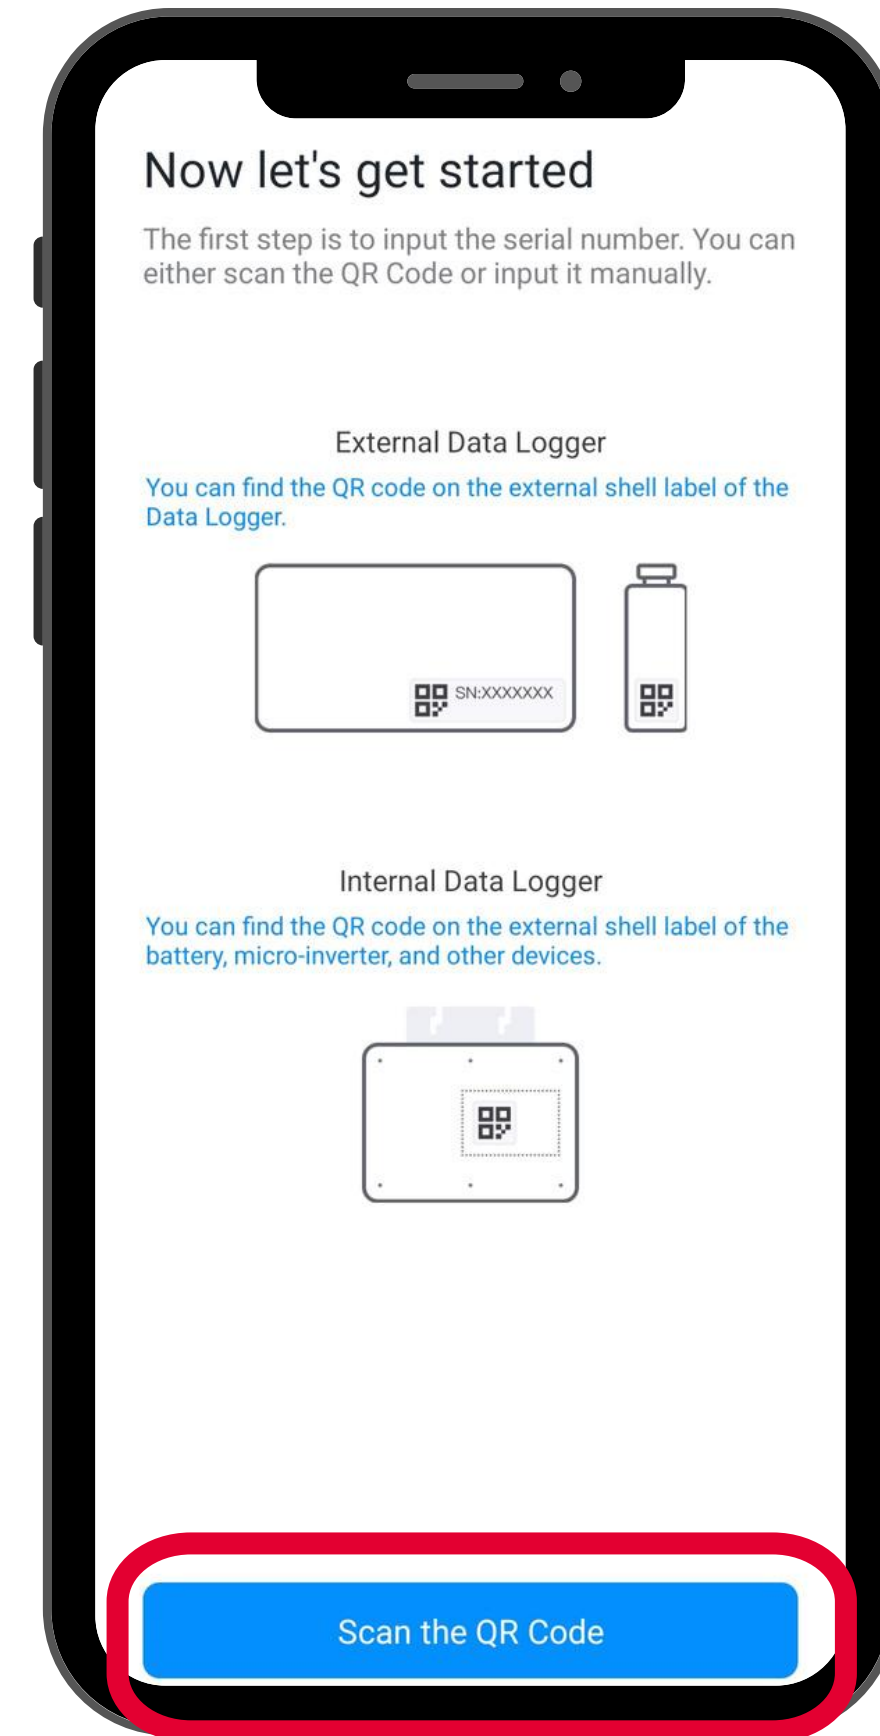 Now let's get started
The first step is to input the serial number. You can
either scan the QR Code or input it manually.
External Data Logger
You can find the QR code on the external shell label of the
Data Logger.
SN:XXXXXXX
Internal Data Logger
You can find the QR code on the external shell label of the
battery, micro-inverter, and other devices.
Scan the QR Code